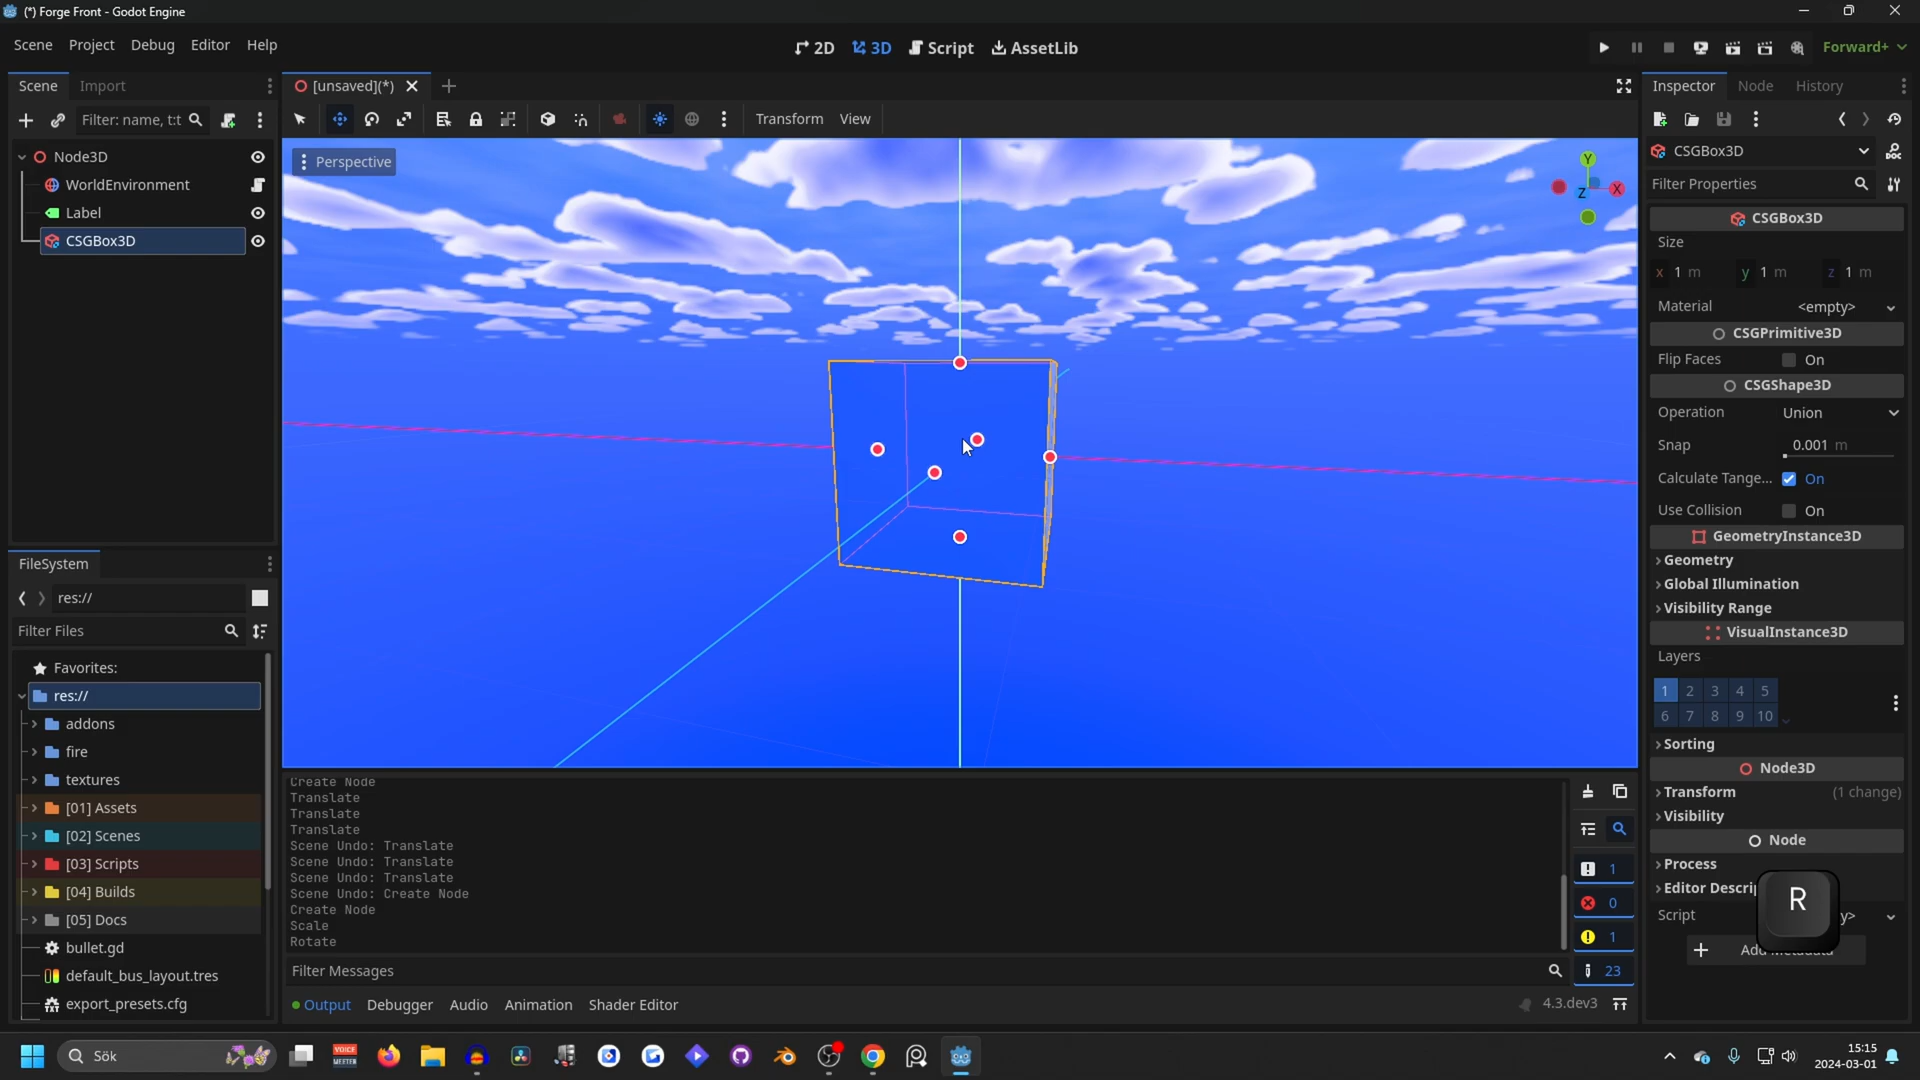 (*) Forge Front - Godot Engine
Scene Project Debug Editor Help
2D 3D Script AssetLib
Forward+
Scene Import
[unsaved](*)
Inspector Node History
Filter: name, t:t
Transform View
Node3D
WorldEnvironment
Label
CSGBox3D
Perspective
Y
X
Z
CSGBox3D
Filter Properties
CSGBox3D
Size
x 1 m y 1 m z 1 m
Material <empty>
CSGPrimitive3D
Flip Faces On
CSGShape3D
Operation Union
Snap 0.001 m
Calculate Tange... On
Use Collision On
GeometryInstance3D
Geometry
Global Illumination
Visibility Range
VisualInstance3D
Layers
1 2 3 4 5
6 7 8 9 10
Sorting
Node3D
Transform (1 change)
Visibility
Node
Process
Editor Descrip
Script y>
R
FileSystem
res://
Filter Files
Favorites:
res://
addons
fire
textures
[01] Assets
[02] Scenes
[03] Scripts
[04] Builds
[05] Docs
bullet.gd
default_bus_layout.tres
export_presets.cfg
Create Node
Translate
Translate
Translate
Scene Undo: Translate
Scene Undo: Translate
Scene Undo: Translate
Scene Undo: Create Node
Create Node
Scale
Rotate
1
0
1
23
Filter Messages
Output Debugger Audio Animation Shader Editor
4.3.dev3
Sök
VOICE
MEETER
15:15
2024-03-01